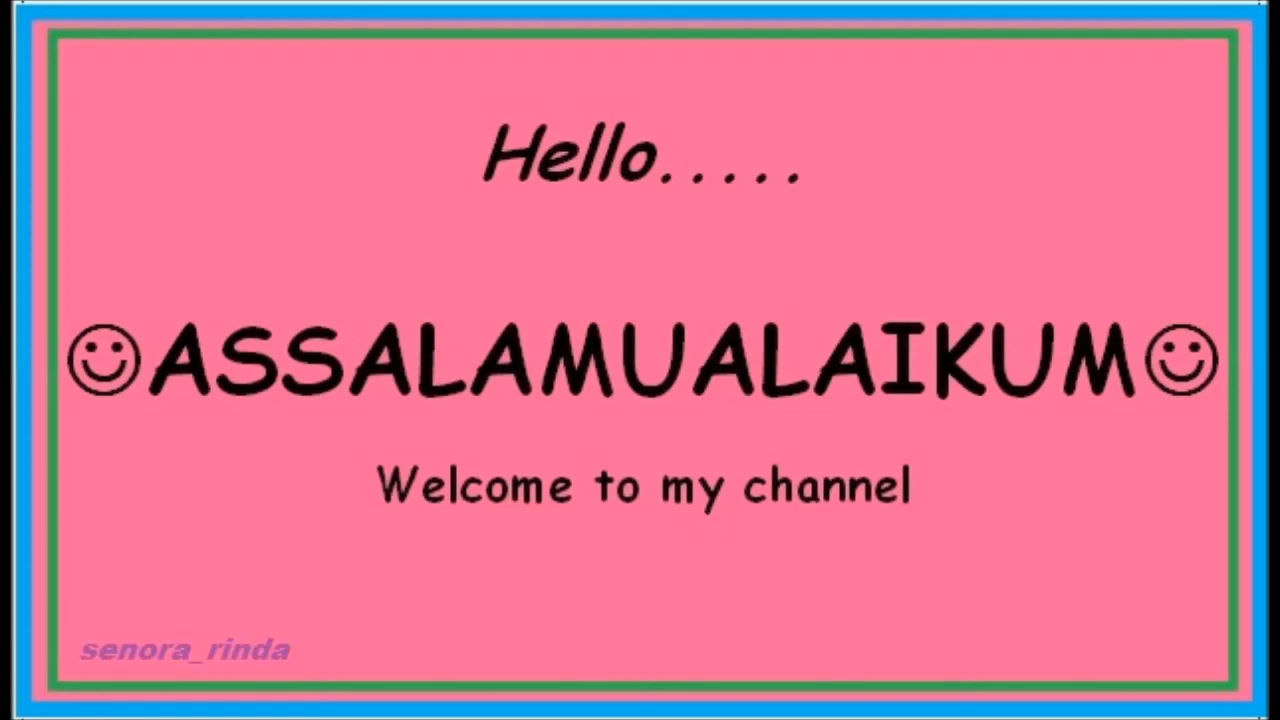 Hello.....
☺ASSALAMUALAIKUM☺
Welcome to my channel
senora_rinda